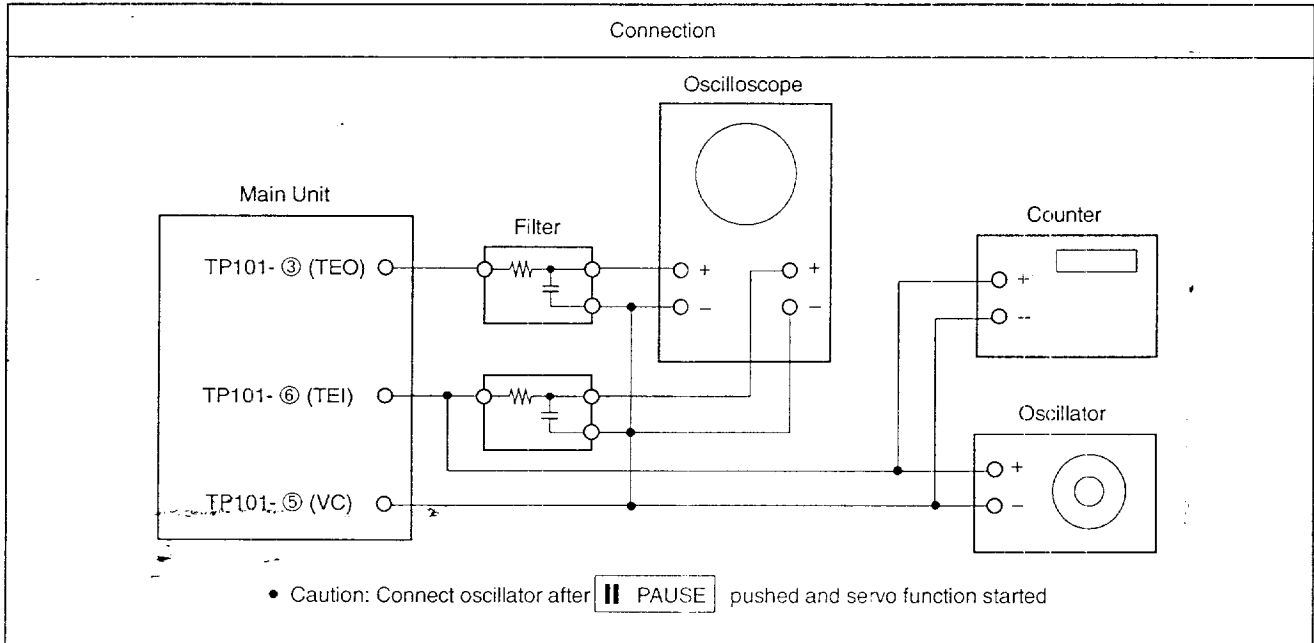 Connection
Oscilloscope
Main Unit
Filter
Counter
TP101- ③ (TEO)
+
+
−
−
+
--
TP101- ⑥ (TEI)
Oscillator
+
−
TP101- ⑤ (VC)
• Caution: Connect oscillator after II PAUSE pushed and servo function started